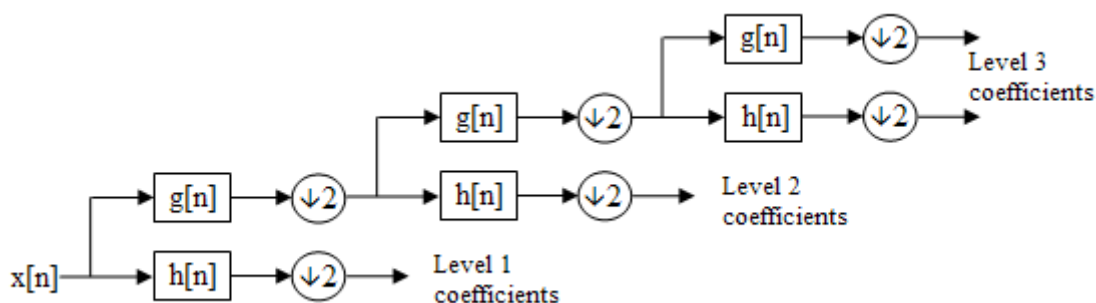 g[n] ↓2
Level 3
coefficients
g[n] ↓2 h[n] ↓2
g[n] ↓2 h[n] ↓2
Level 2
coefficients
x[n] h[n] ↓2
Level 1
coefficients